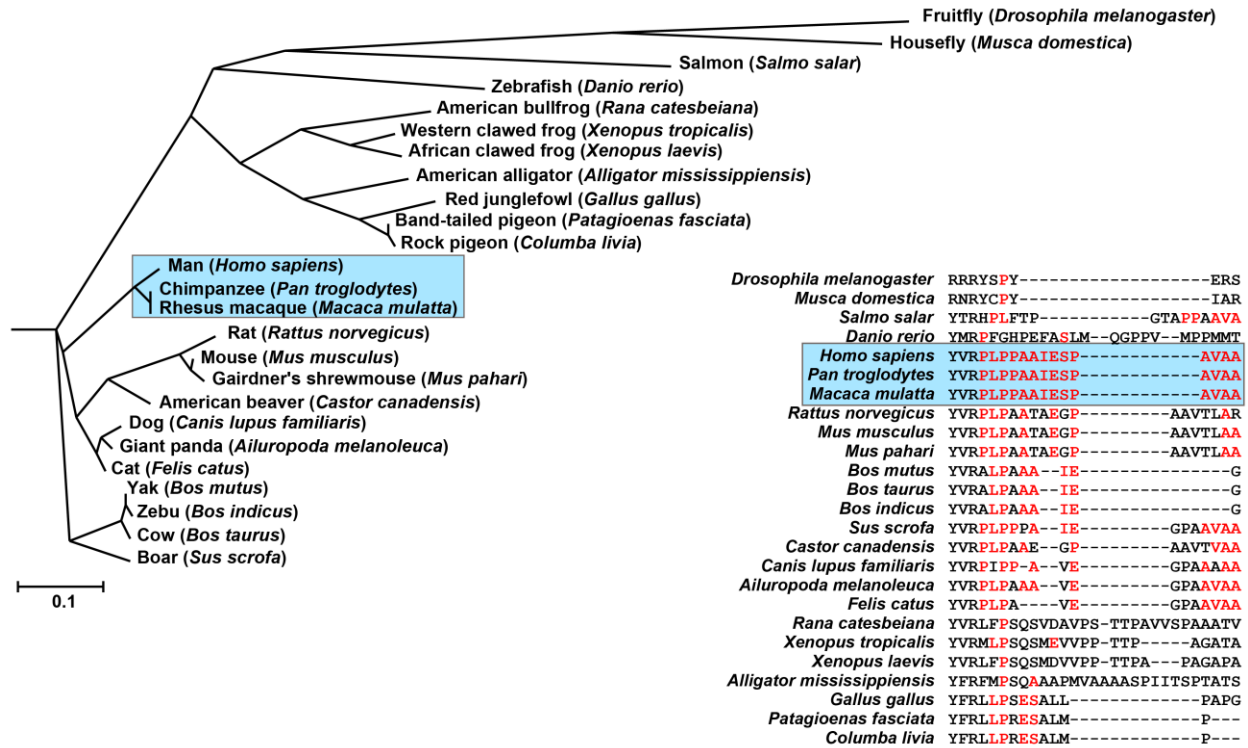 Fruitfly (Drosophila melanogaster)
Housefly (Musca domestica)
Salmon (Salmo salar)
Zebrafish (Danio rerio)
American bullfrog (Rana catesbeiana)
Western clawed frog (Xenopus tropicalis)
African clawed frog (Xenopus laevis)
American alligator (Alligator mississippiensis)
Red junglefowl (Gallus gallus)
Band-tailed pigeon (Patagioenas fasciata)
Rock pigeon (Columba livia)
Man (Homo sapiens)
Chimpanzee (Pan troglodytes)
Rhesus macaque (Macaca mulatta)
Rat (Rattus norvegicus)
Mouse (Mus musculus)
Gairdner's shrewmouse (Mus pahari)
American beaver (Castor canadensis)
Dog (Canis lupus familiaris)
Giant panda (Ailuropoda melanoleuca)
Cat (Felis catus)
Yak (Bos mutus)
Zebu (Bos indicus)
Cow (Bos taurus)
Boar (Sus scrofa)
0.1
Drosophila melanogaster RRRYSPY-----------------ERS
Musca domestica RNRYCPY-----------------IAR
Salmo salar YTRHPLFTP---------GTAPPAAVA
Danio rerio YMRPFGHPEFASLM--QGPPV--MPPMMT
Homo sapiens YVRPLPPAAIESP-----------AVAA
Pan troglodytes YVRPLPPAAIESP-----------AVAA
Macaca mulatta YVRPLPPAAIESP-----------AVAA
Rattus norvegicus YVRPLPAATAEGP--------AAVTLAR
Mus musculus YVRPLPAATAEGP--------AAVTLAA
Mus pahari YVRPLPAATAEGP--------AAVTLAA
Bos mutus YVRALPAAA--IE--------------G
Bos taurus YVRALPAAA--IE--------------G
Bos indicus YVRALPAAA--IE--------------G
Sus scrofa YVRPLPPPA--IE--------GPAAVAA
Castor canadensis YVRPLPAAE--GP--------AAVTVAA
Canis lupus familiaris YVRPIPP-A--VE--------GPAAAAA
Ailuropoda melanoleuca YVRPLPAAA--VE--------GPAAVAA
Felis catus YVRPLPA----VE--------GPAAVAA
Rana catesbeiana YVRLFPSQSVDAVPS-TTPAVVSPAAATV
Xenopus tropicalis YVRMLPSQSMEVVPP-TTP-----AGATA
Xenopus laevis YVRLFPSQSMDVVPP-TTPA---PAGAPA
Alligator mississippiensis YFRFMPSQAAAPMVAAAASPIITSPTATS
Gallus gallus YFRLLPSESALL-------------PAPG
Patagioenas fasciata YFRLLPRESALM-------------P---
Columba livia YFRLLPRESALM-------------P---